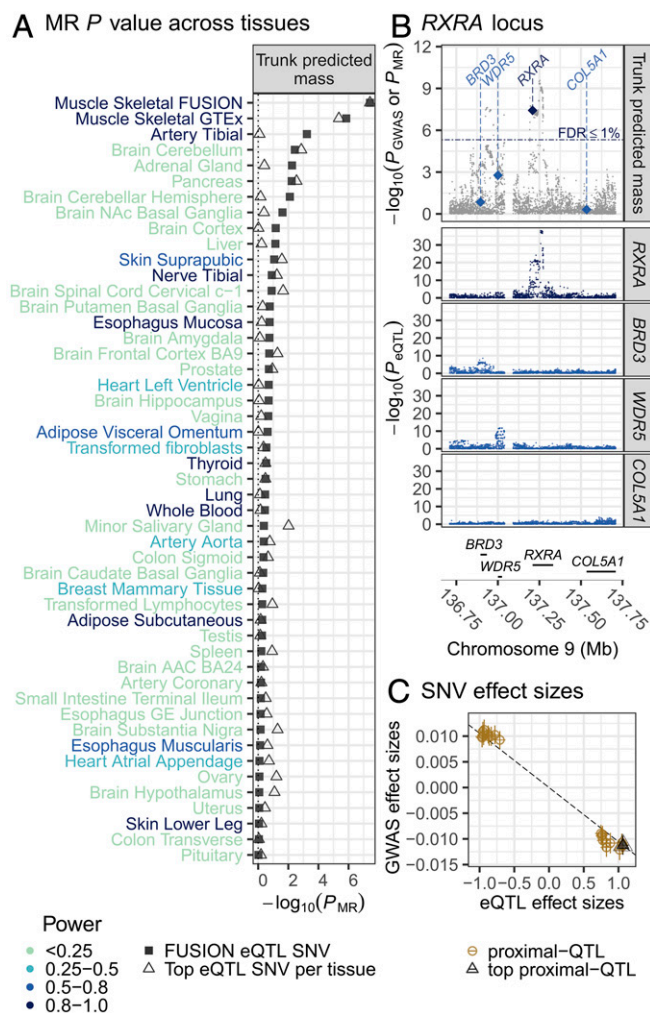 A MR P value across tissues
Trunk predicted mass
Muscle Skeletal FUSION
Muscle Skeletal GTEx
Artery Tibial
Brain Cerebellum
Adrenal Gland
Pancreas
Brain Cerebellar Hemisphere
Brain NAc Basal Ganglia
Brain Cortex
Liver
Skin Suprapubic
Nerve Tibial
Brain Spinal Cord Cervical c−1
Brain Putamen Basal Ganglia
Esophagus Mucosa
Brain Amygdala
Brain Frontal Cortex BA9
Prostate
Heart Left Ventricle
Brain Hippocampus
Vagina
Adipose Visceral Omentum
Transformed fibroblasts
Thyroid
Stomach
Lung
Whole Blood
Minor Salivary Gland
Artery Aorta
Colon Sigmoid
Brain Caudate Basal Ganglia
Breast Mammary Tissue
Transformed Lymphocytes
Adipose Subcutaneous
Testis
Spleen
Brain AAC BA24
Artery Coronary
Small Intestine Terminal Ileum
Esophagus GE Junction
Brain Substantia Nigra
Esophagus Muscularis
Heart Atrial Appendage
Ovary
Brain Hypothalamus
Uterus
Skin Lower Leg
Colon Transverse
Pituitary
0 2 4 6
−log10(PMR)
Power
<0.25
0.25−0.5
0.5−0.8
0.8−1.0
FUSION eQTL SNV
Top eQTL SNV per tissue
B RXRA locus
−log10(PGWAS or PMR)
12
9
6
3
0
BRD3
WDR5
RXRA
COL5A1
FDR ≤ 1%
Trunk predicted mass
−log10(PeQTL)
30
20
10
0
RXRA
30
20
10
0
BRD3
30
20
10
0
WDR5
30
20
10
0
COL5A1
BRD3
WDR5
RXRA
COL5A1
136.75
137.00
137.25
137.50
137.75
Chromosome 9 (Mb)
C SNV effect sizes
GWAS effect sizes
0.010
0.005
0.000
−0.005
−0.010
−0.015
−1.0 −0.5 0.0 0.5 1.0
eQTL effect sizes
proximal−QTL
top proximal−QTL